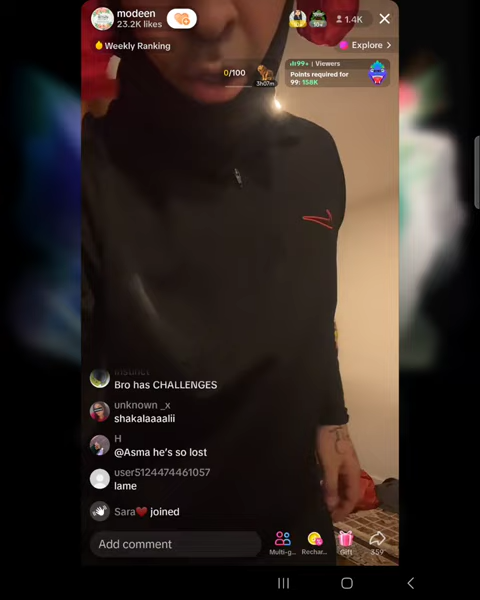 modeen
23.2K likes
1.4K
Weekly Ranking
Explore >
0/100
3h07m
99+ | Viewers
Points required for
99: 158K
Bro has CHALLENGES
unknown _x
shakalaaaalii
H
@Asma he's so lost
user5124474461057
lame
Sara❤️ joined
Add comment
Multi-g...
Rechar...
Gift
359